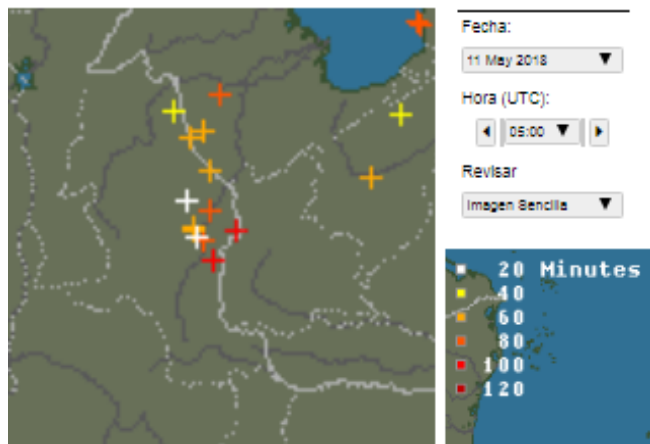 Fecha:
11 May 2018
Hora (UTC):
05:00
Revisar
Imagen Sencilla
20 Minutes
40
60
80
100
120